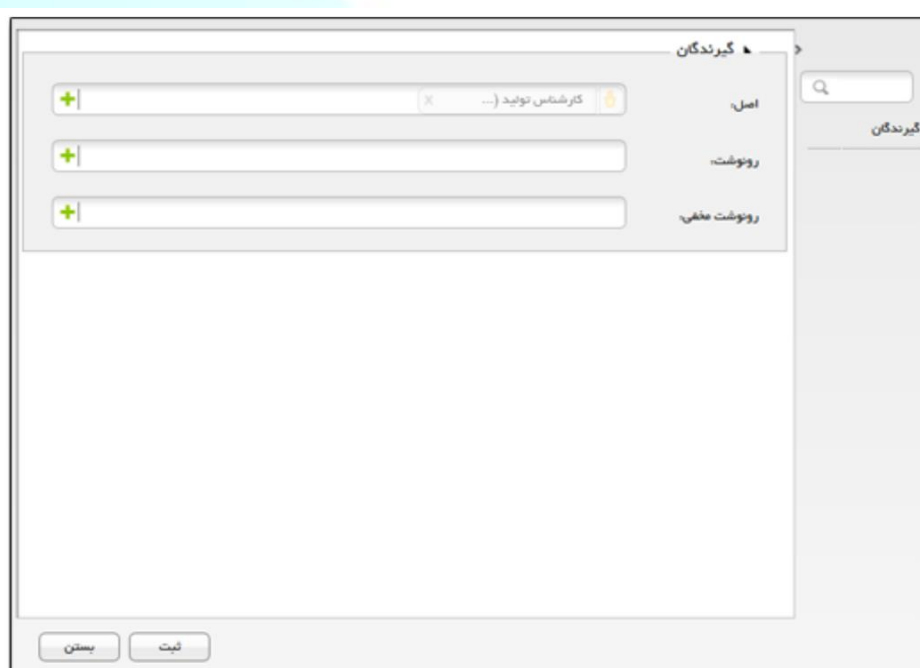 گیرندگان
اصل:
کارشناس تولید (... x
گیرندگان
رونوشت:
رونوشت مخفی:
ثبت
بستن